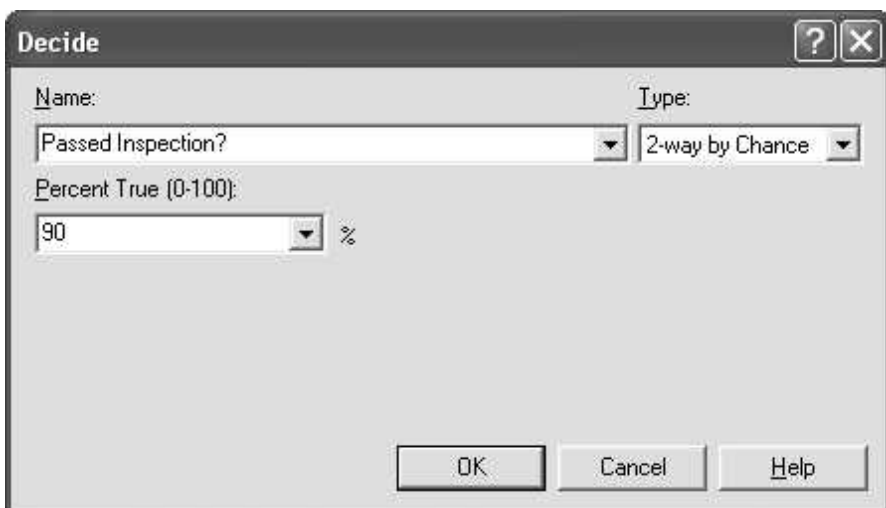 Decide
Name: Type:
Passed Inspection? 2-way by Chance
Percent True (0-100):
90 %
OK Cancel Help